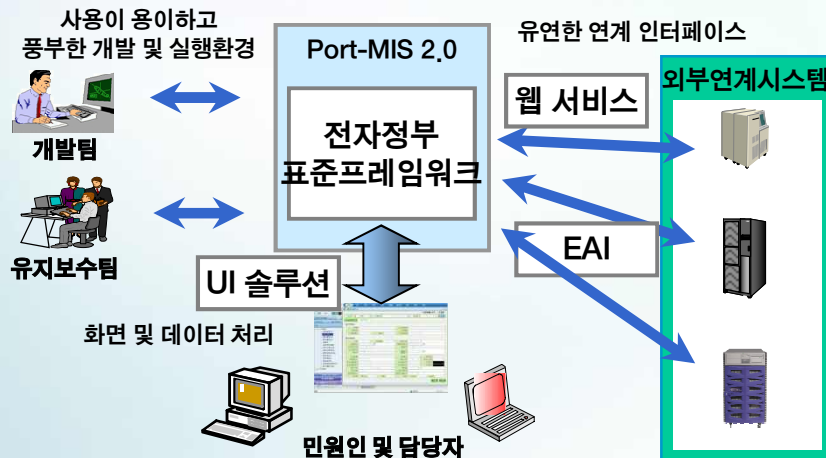 사용이 용이하고
풍부한 개발 및 실행환경
Port-MIS 2.0
유연한 연계 인터페이스
외부연계시스템
웹 서비스
전자정부
표준프레임워크
개발팀
유지보수팀
EAI
UI 솔루션
화면 및 데이터 처리
민원인 및 담당자